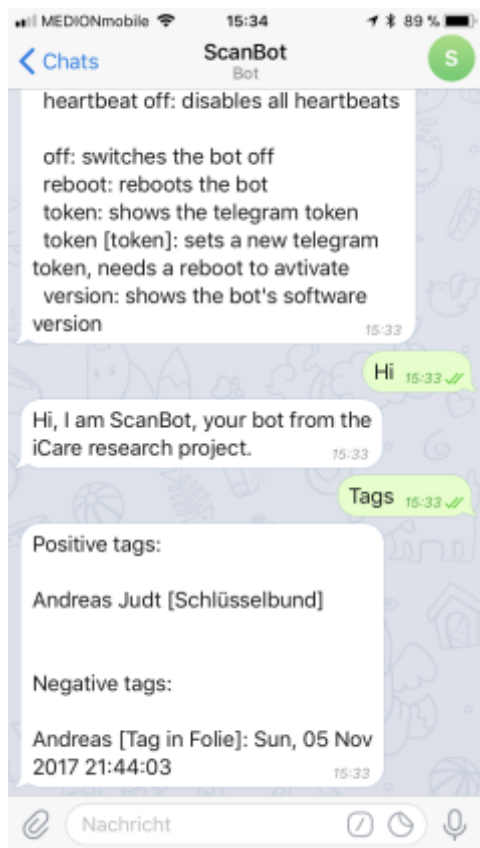 MEDIONmobile 15:34 89 %
Chats ScanBot S
Bot
heartbeat off: disables all heartbeats
off: switches the bot off
reboot: reboots the bot
token: shows the telegram token
token [token]: sets a new telegram
token, needs a reboot to avtivate
version: shows the bot's software
version 15:33
Hi 15:33
Hi, I am ScanBot, your bot from the
iCare research project. 15:33
Tags 15:33
Positive tags:
Andreas Judt [Schlüsselbund]
Negative tags:
Andreas [Tag in Folie]: Sun, 05 Nov
2017 21:44:03 15:33
Nachricht